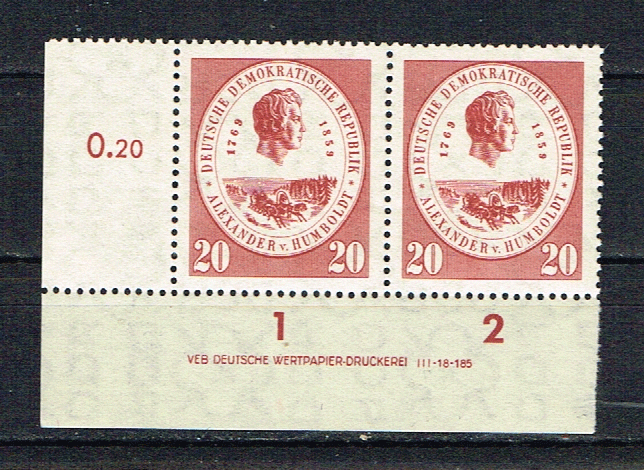 0.20
* DEUTSCHE DEMOKRATISCHE REPUBLIK *
1769 1859
ALEXANDER v. HUMBOLDT
20 20
* DEUTSCHE DEMOKRATISCHE REPUBLIK *
1769 1859
ALEXANDER v. HUMBOLDT
20 20
1 2
VEB DEUTSCHE WERTPAPIER-DRUCKEREI III-18-185